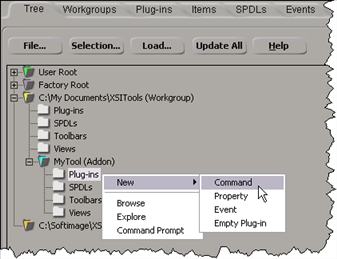 Tree Workgroups Plug-ins Items SPDLs Events
File... Selection... Load... Update All Help
User Root
Factory Root
C:\My Documents\XSITools (Workgroup)
Plug-ins
SPDLs
Toolbars
Views
MyTool (Addon)
Plug-ins New Command
SPDLs Property
Toolbars Browse Event
Views Explore Empty Plug-in
C:\Softimage\XS Command Prompt